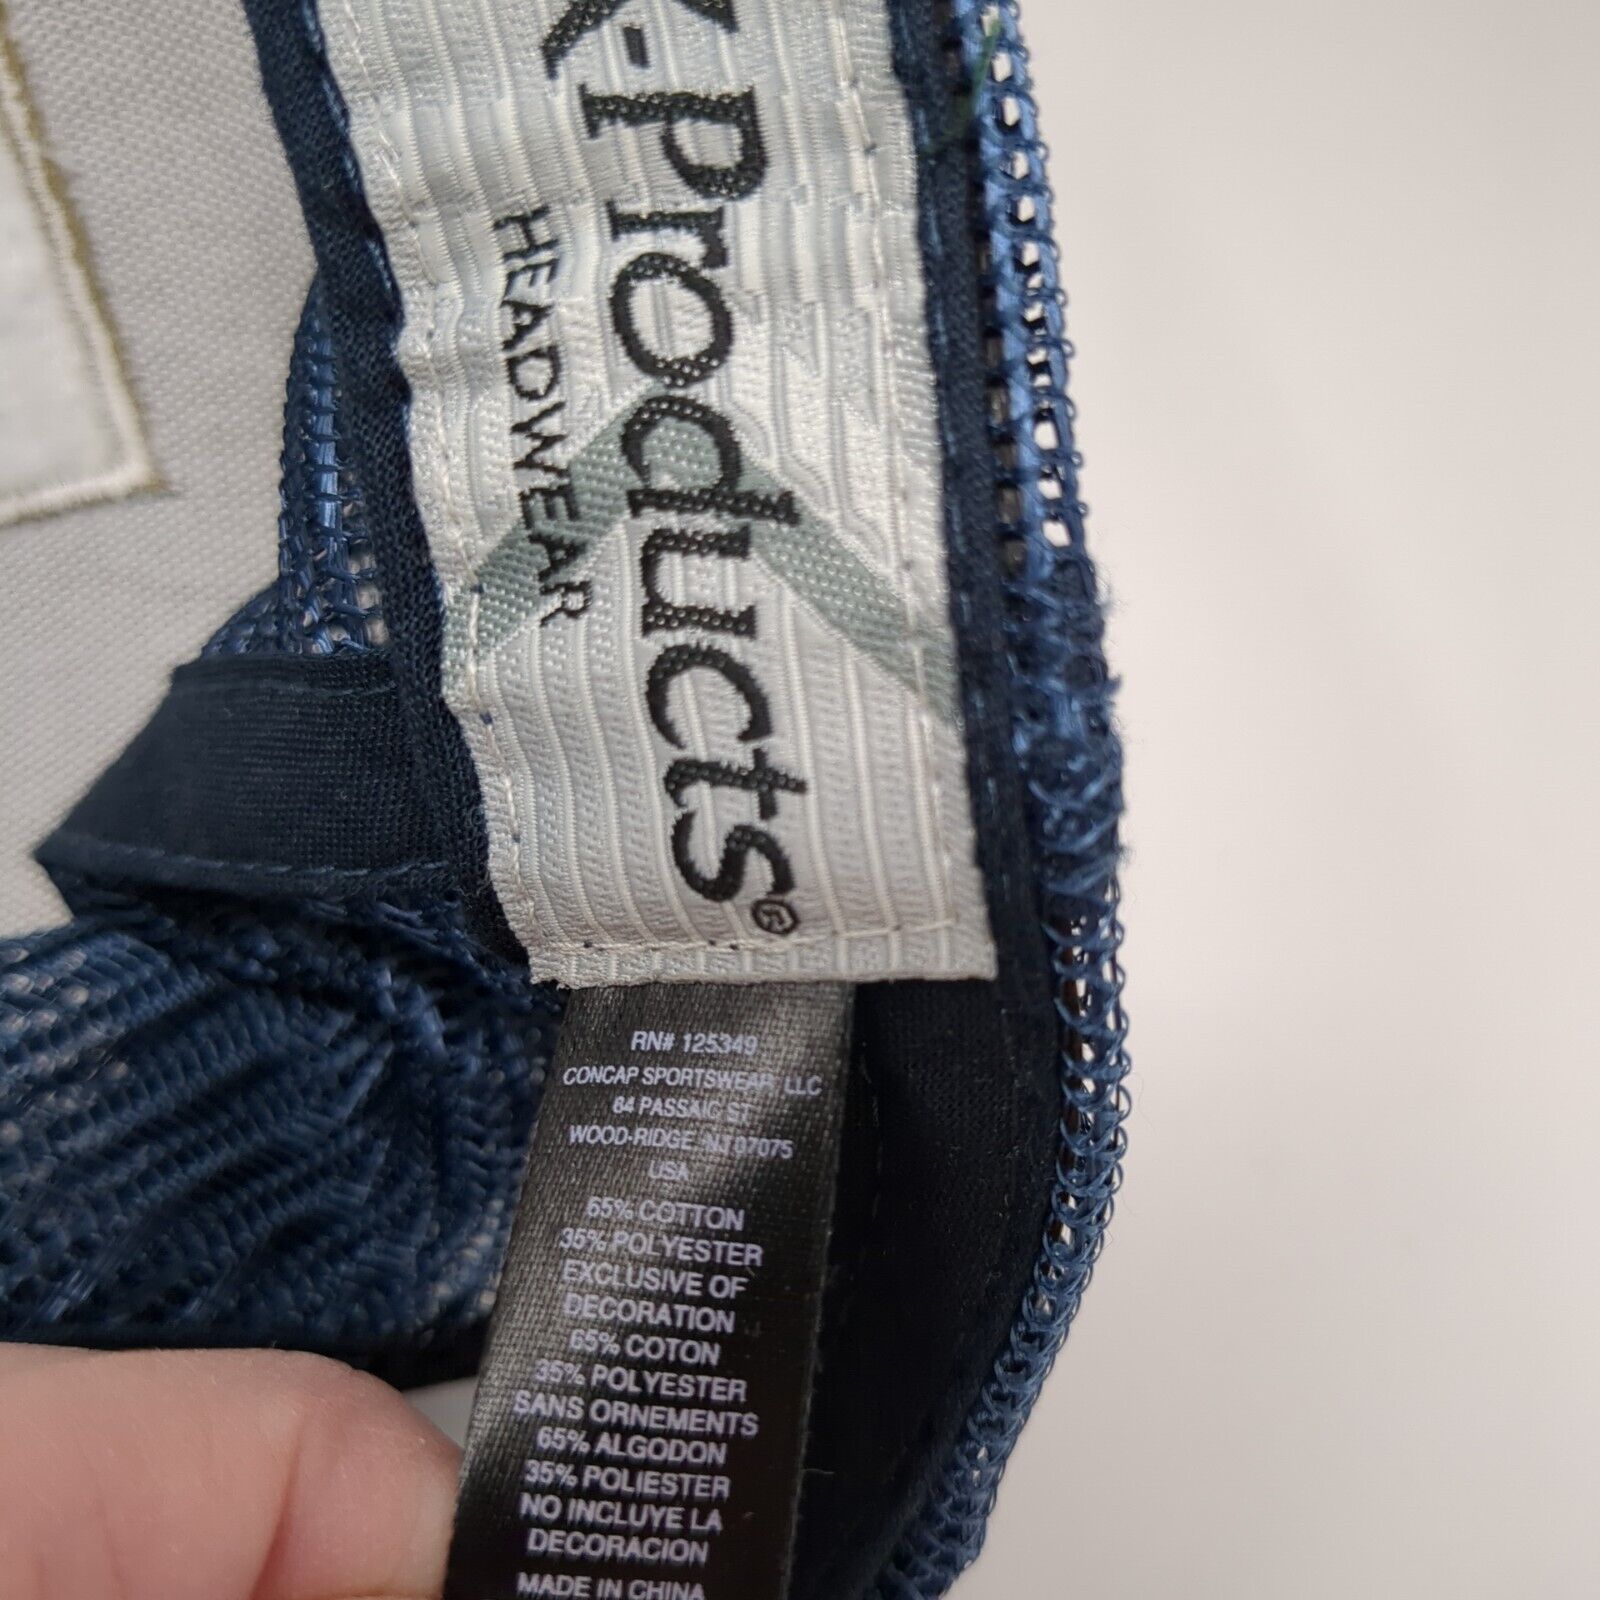 K-Products®
HEADWEAR
RN# 125349
CONCAP SPORTSWEAR, LLC
64 PASSAIC ST
WOOD-RIDGE NJ 07075
USA
65% COTTON
35% POLYESTER
EXCLUSIVE OF
DECORATION
65% COTON
35% POLYESTER
SANS ORNEMENTS
65% ALGODON
35% POLIESTER
NO INCLUYE LA
DECORACION
MADE IN CHINA